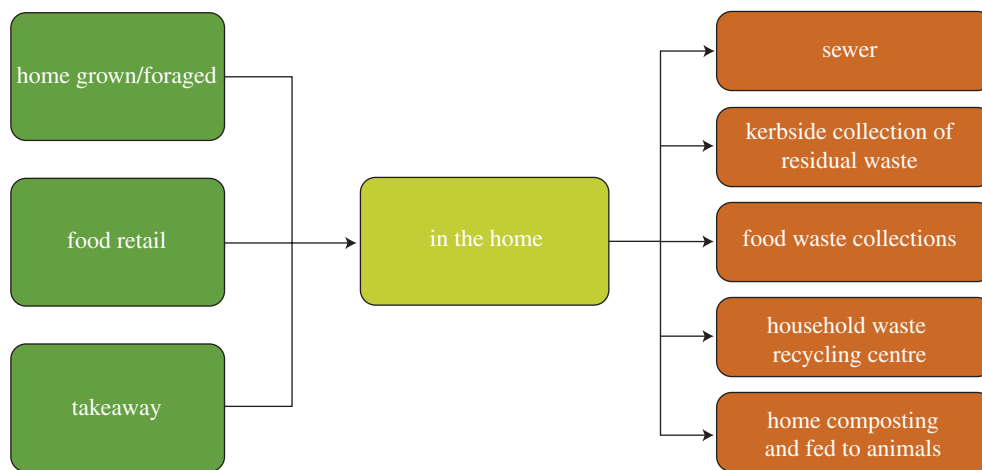 home grown/foraged
food retail
takeaway
in the home
sewer
kerbside collection of
residual waste
food waste collections
household waste
recycling centre
home composting
and fed to animals